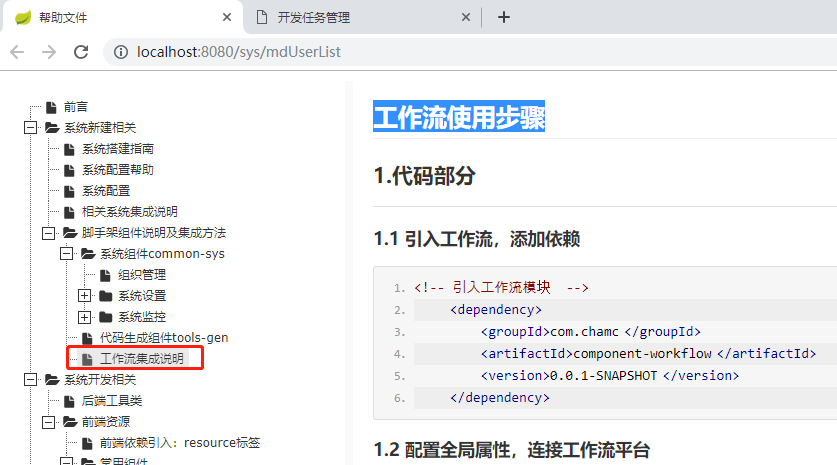 帮助文件
开发任务管理
localhost:8080/sys/mdUserList
前言
系统新建相关
系统搭建指南
系统配置帮助
系统配置
相关系统集成说明
脚手架组件说明及集成方法
系统组件common-sys
组织管理
系统设置
系统监控
代码生成组件tools-gen
工作流集成说明
系统开发相关
后端工具类
前端资源
前端依赖引入：resource标签
常用组件
工作流使用步骤
1.代码部分
1.1 引入工作流，添加依赖
1. <!-- 引入工作流模块 -->
2. <dependency>
3. <groupId>com.chamc </groupId>
4. <artifactId>component-workflow </artifactId>
5. <version>0.0.1-SNAPSHOT </version>
6. </dependency>
1.2 配置全局属性，连接工作流平台